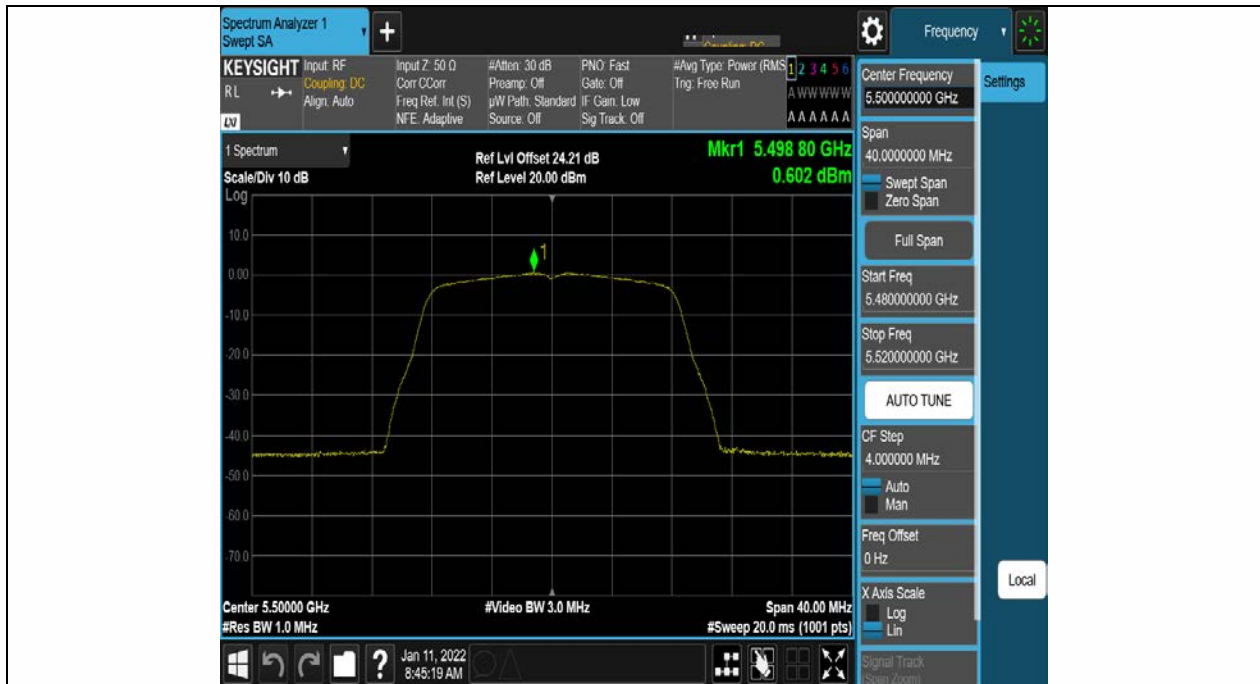 Spectrum Analyzer 1
Swept SA
+
Frequency
KEYSIGHT
RL
LXI
Input: RF
Coupling: DC
Align: Auto
Input Z: 50 Ω
Corr CCorr
Freq Ref: Int (S)
NFE: Adaptive
#Atten: 30 dB
Preamp: Off
µW Path: Standard
Source: Off
PNO: Fast
Gate: Off
IF Gain: Low
Sig Track: Off
#Avg Type: Power (RMS
Trig: Free Run
1 2 3 4 5 6
A W W W W W
A A A A A A
1 Spectrum
Scale/Div 10 dB
Ref Lvl Offset 24.21 dB
Ref Level 20.00 dBm
Mkr1 5.498 80 GHz
0.602 dBm
Log
10.0
0.00
-10.0
-20.0
-30.0
-40.0
-50.0
-60.0
-70.0
1
Center 5.50000 GHz
#Res BW 1.0 MHz
#Video BW 3.0 MHz
Span 40.00 MHz
#Sweep 20.0 ms (1001 pts)
Center Frequency
5.500000000 GHz
Span
40.0000000 MHz
Swept Span
Zero Span
Full Span
Start Freq
5.480000000 GHz
Stop Freq
5.520000000 GHz
AUTO TUNE
CF Step
4.000000 MHz
Auto
Man
Freq Offset
0 Hz
X Axis Scale
Log
Lin
Signal Track
(Span Zoom)
Settings
Local
?
Jan 11, 2022
8:45:19 AM